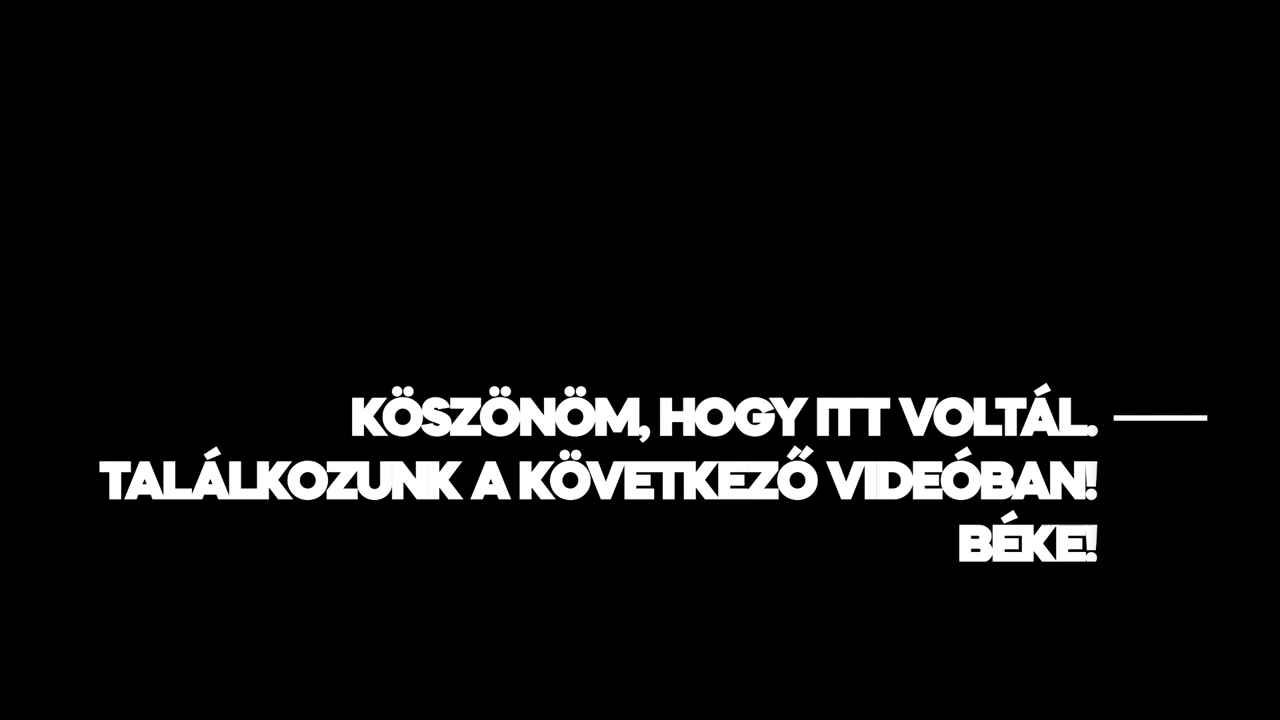 KÖSZÖNÖM, HOGY ITT VOLTÁL.
TALÁLKOZUNK A KÖVETKEZŐ VIDEÓBAN!
BÉKE!